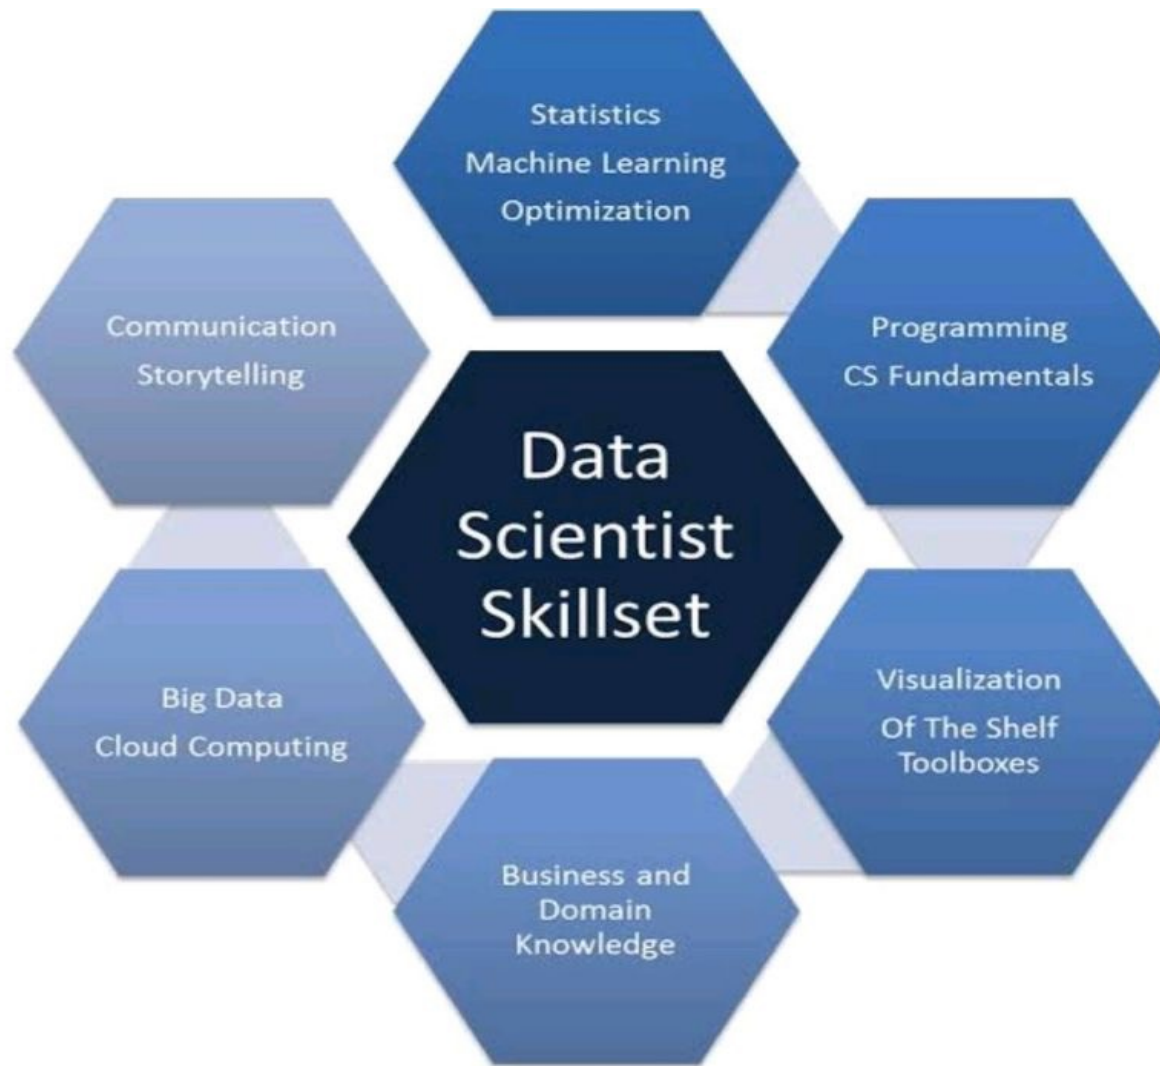 Statistics
Machine Learning
Optimization
Programming
CS Fundamentals
Visualization
Of The Shelf
Toolboxes
Business and
Domain
Knowledge
Big Data
Cloud Computing
Communication
Storytelling
Data
Scientist
Skillset